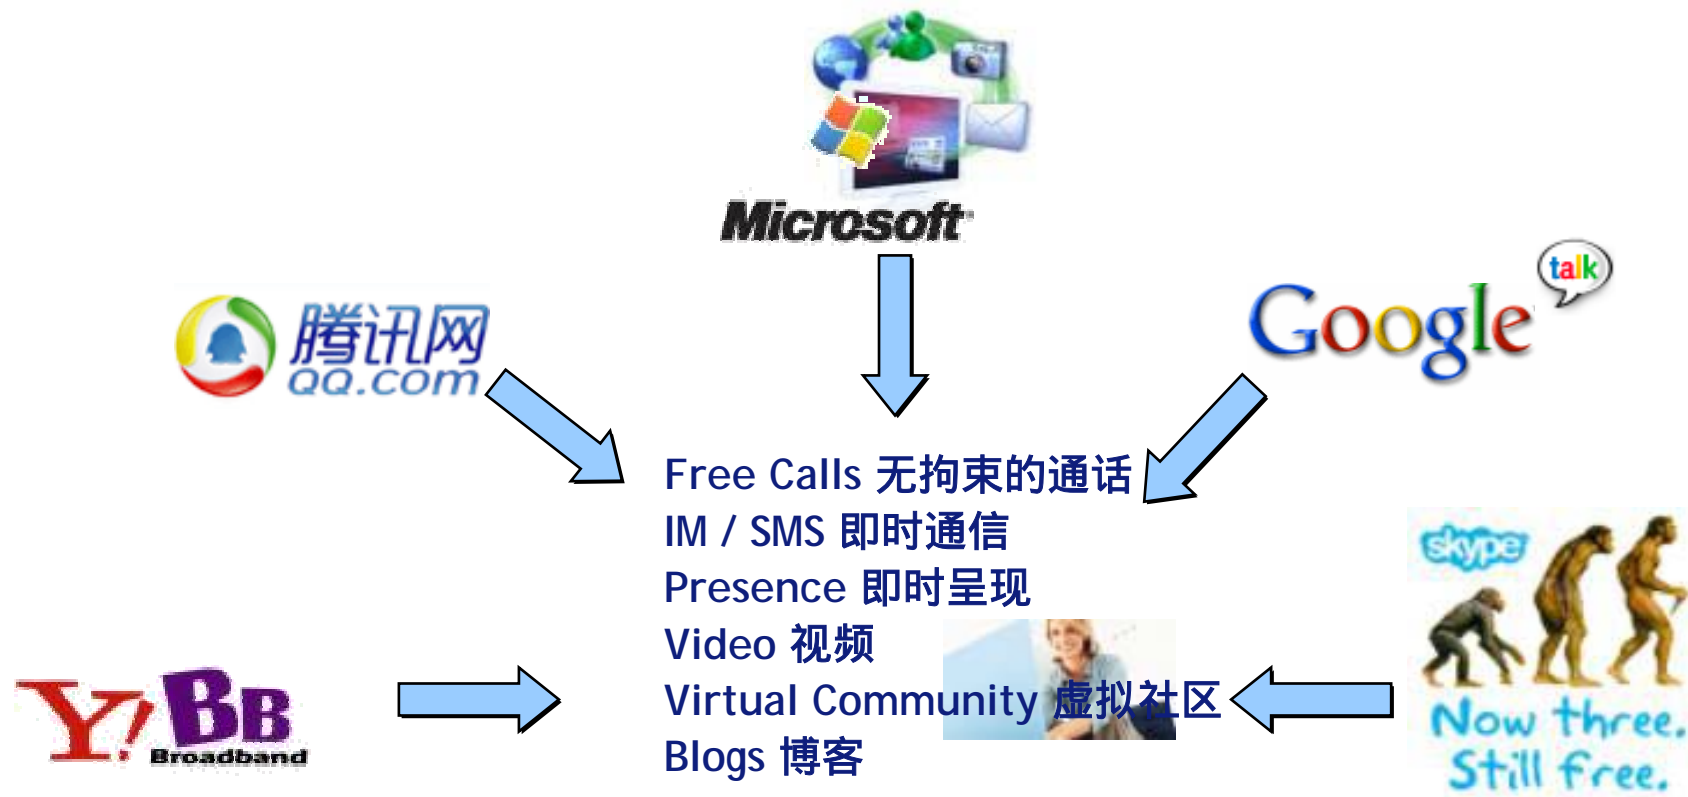 Microsoft
talk
Google
腾讯网
QQ.com
Free Calls 无拘束的通话
IM / SMS 即时通信
Presence 即时呈现
Video 视频
Virtual Community 虚拟社区
Blogs 博客
skype
Now three.
Still free.
Y! BB
Broadband